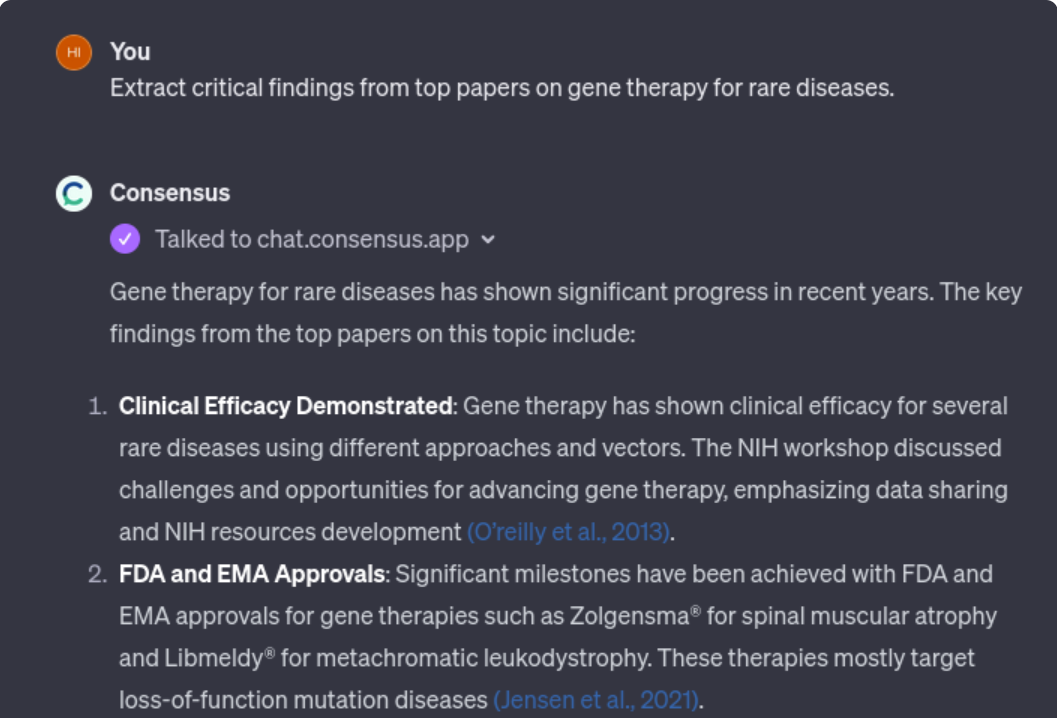 HI
You
Extract critical findings from top papers on gene therapy for rare diseases.
Consensus
Talked to chat.consensus.app
Gene therapy for rare diseases has shown significant progress in recent years. The key
findings from the top papers on this topic include:
1. Clinical Efficacy Demonstrated: Gene therapy has shown clinical efficacy for several
rare diseases using different approaches and vectors. The NIH workshop discussed
challenges and opportunities for advancing gene therapy, emphasizing data sharing
and NIH resources development (O’reilly et al., 2013).
2. FDA and EMA Approvals: Significant milestones have been achieved with FDA and
EMA approvals for gene therapies such as Zolgensma® for spinal muscular atrophy
and Libmeldy® for metachromatic leukodystrophy. These therapies mostly target
loss-of-function mutation diseases (Jensen et al., 2021).